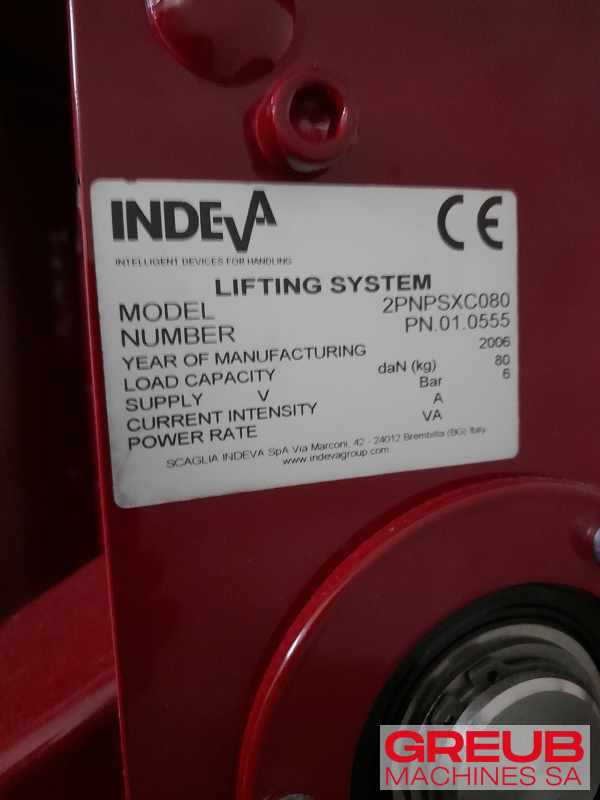 INDEVA
CE
INTELLIGENT DEVICES FOR HANDLING
LIFTING SYSTEM
MODEL 2PNPSXC080
NUMBER PN.01.0555
YEAR OF MANUFACTURING 2006
LOAD CAPACITY daN (kg) 80
SUPPLY V Bar 6
CURRENT INTENSITY A
POWER RATE VA
SCAGLIA INDEVA SpA Via Marconi, 42 - 24012 Brembilla (BG) Italy
www.indevagroup.com
GREUB
MACHINES SA